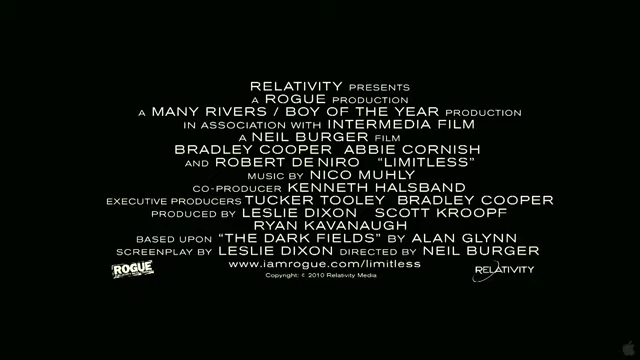 RELATIVITY PRESENTS
A ROGUE PRODUCTION
A MANY RIVERS / BOY OF THE YEAR PRODUCTION
IN ASSOCIATION WITH INTERMEDIA FILM
A NEIL BURGER FILM
BRADLEY COOPER ABBIE CORNISH
AND ROBERT DE NIRO "LIMITLESS"
MUSIC BY NICO MUHLY
CO-PRODUCER KENNETH HALSBAND
EXECUTIVE PRODUCERS TUCKER TOOLEY BRADLEY COOPER
PRODUCED BY LESLIE DIXON SCOTT KROOPF
RYAN KAVANAUGH
BASED UPON "THE DARK FIELDS" BY ALAN GLYNN
SCREENPLAY BY LESLIE DIXON DIRECTED BY NEIL BURGER
www.iamrogue.com/limitless
ROGUE
Copyright: © 2010 Relativity Media
RELATIVITY